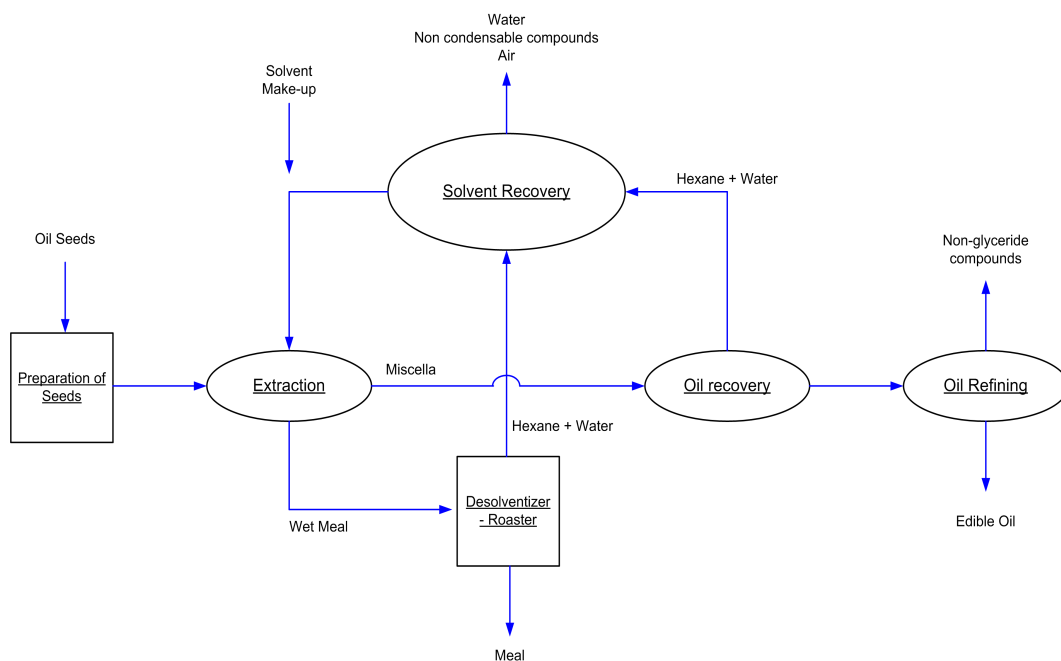 Water
Non condensable compounds
Air
Solvent
Make-up
Solvent Recovery
Hexane + Water
Oil Seeds
Non-glyceride
compounds
Preparation of
Seeds
Extraction
Miscella
Oil recovery
Oil Refining
Hexane + Water
Desolventizer
- Roaster
Wet Meal
Edible Oil
Meal